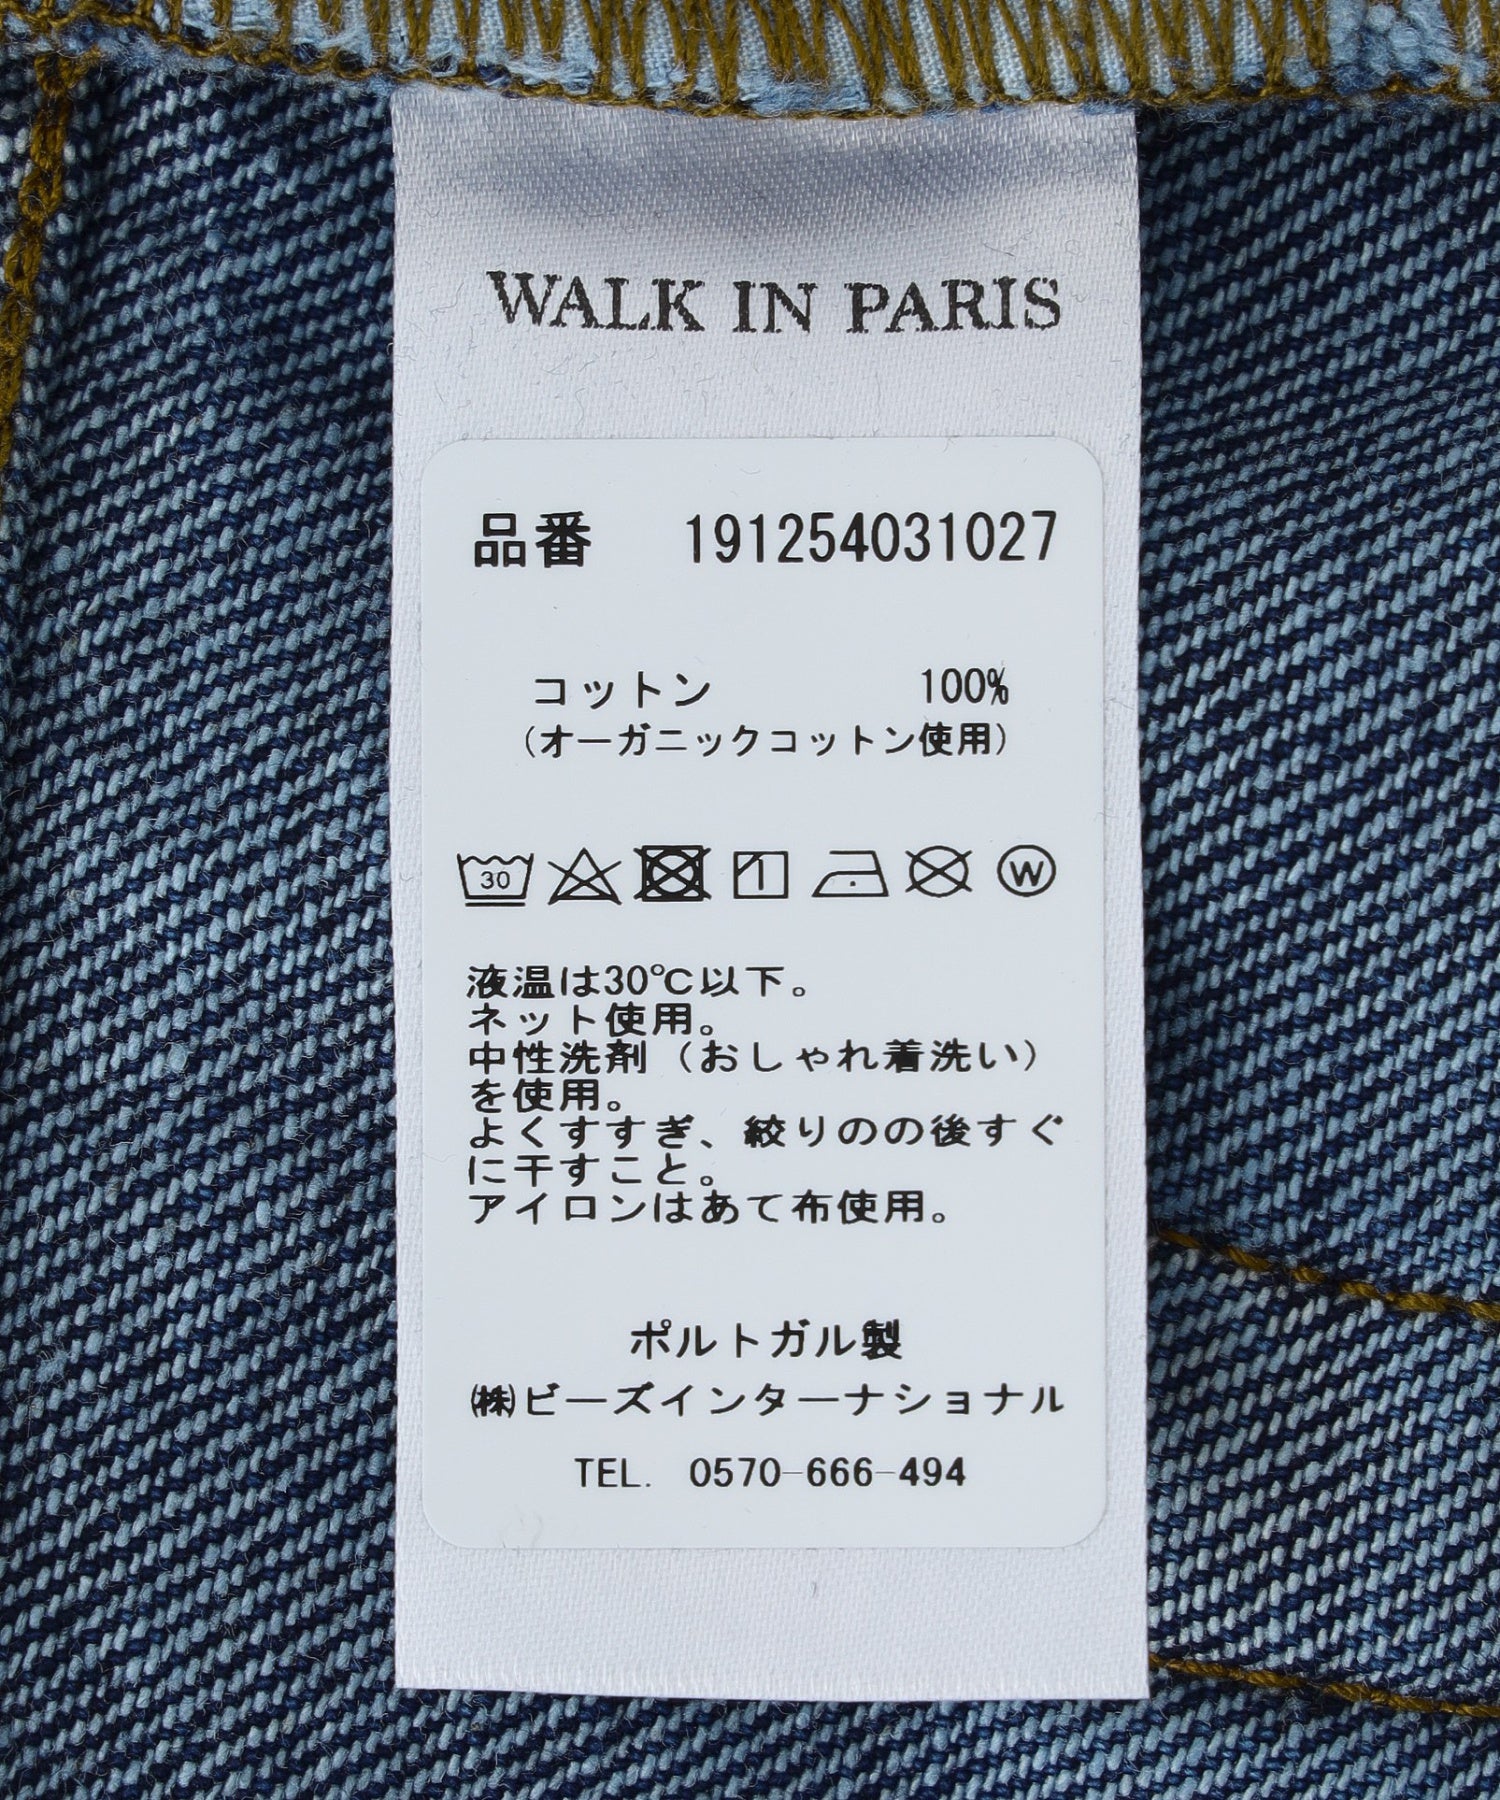 WALK IN PARIS
品番 191254031027
コットン 100%
(オーガニックコットン使用)
30 W
液温は30℃以下。
ネット使用。
中性洗剤（おしゃれ着洗い）
を使用。
よくすすぎ、絞りのの後すぐ
に干すこと。
アイロンはあて布使用。
ポルトガル製
㈱ビーズインターナショナル
TEL. 0570-666-494